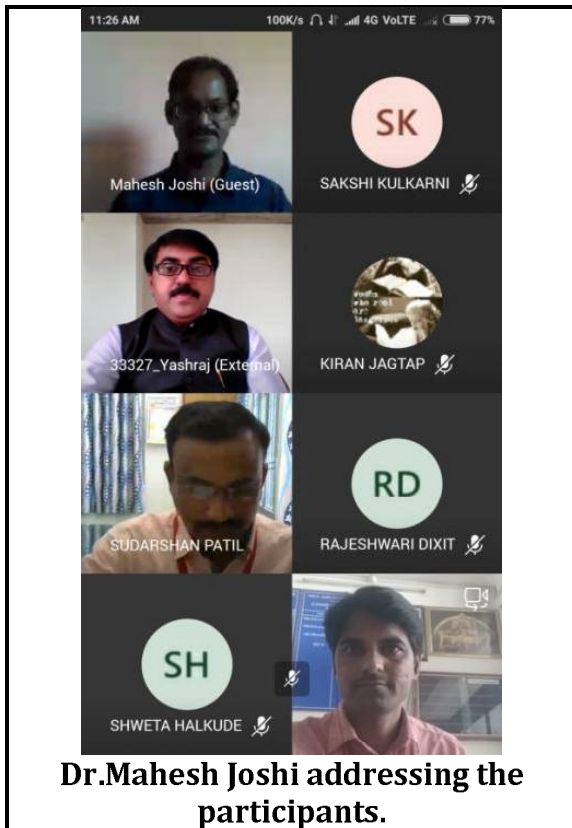 11:26 AM 100K/s 4G VoLTE 77%
Mahesh Joshi (Guest)
SK
SAKSHI KULKARNI
33327_Yashraj (External)
KIRAN JAGTAP
SUDARSHAN PATIL
RD
RAJESHWARI DIXIT
SH
SHWETA HALKUDE
Dr.Mahesh Joshi addressing the
participants.